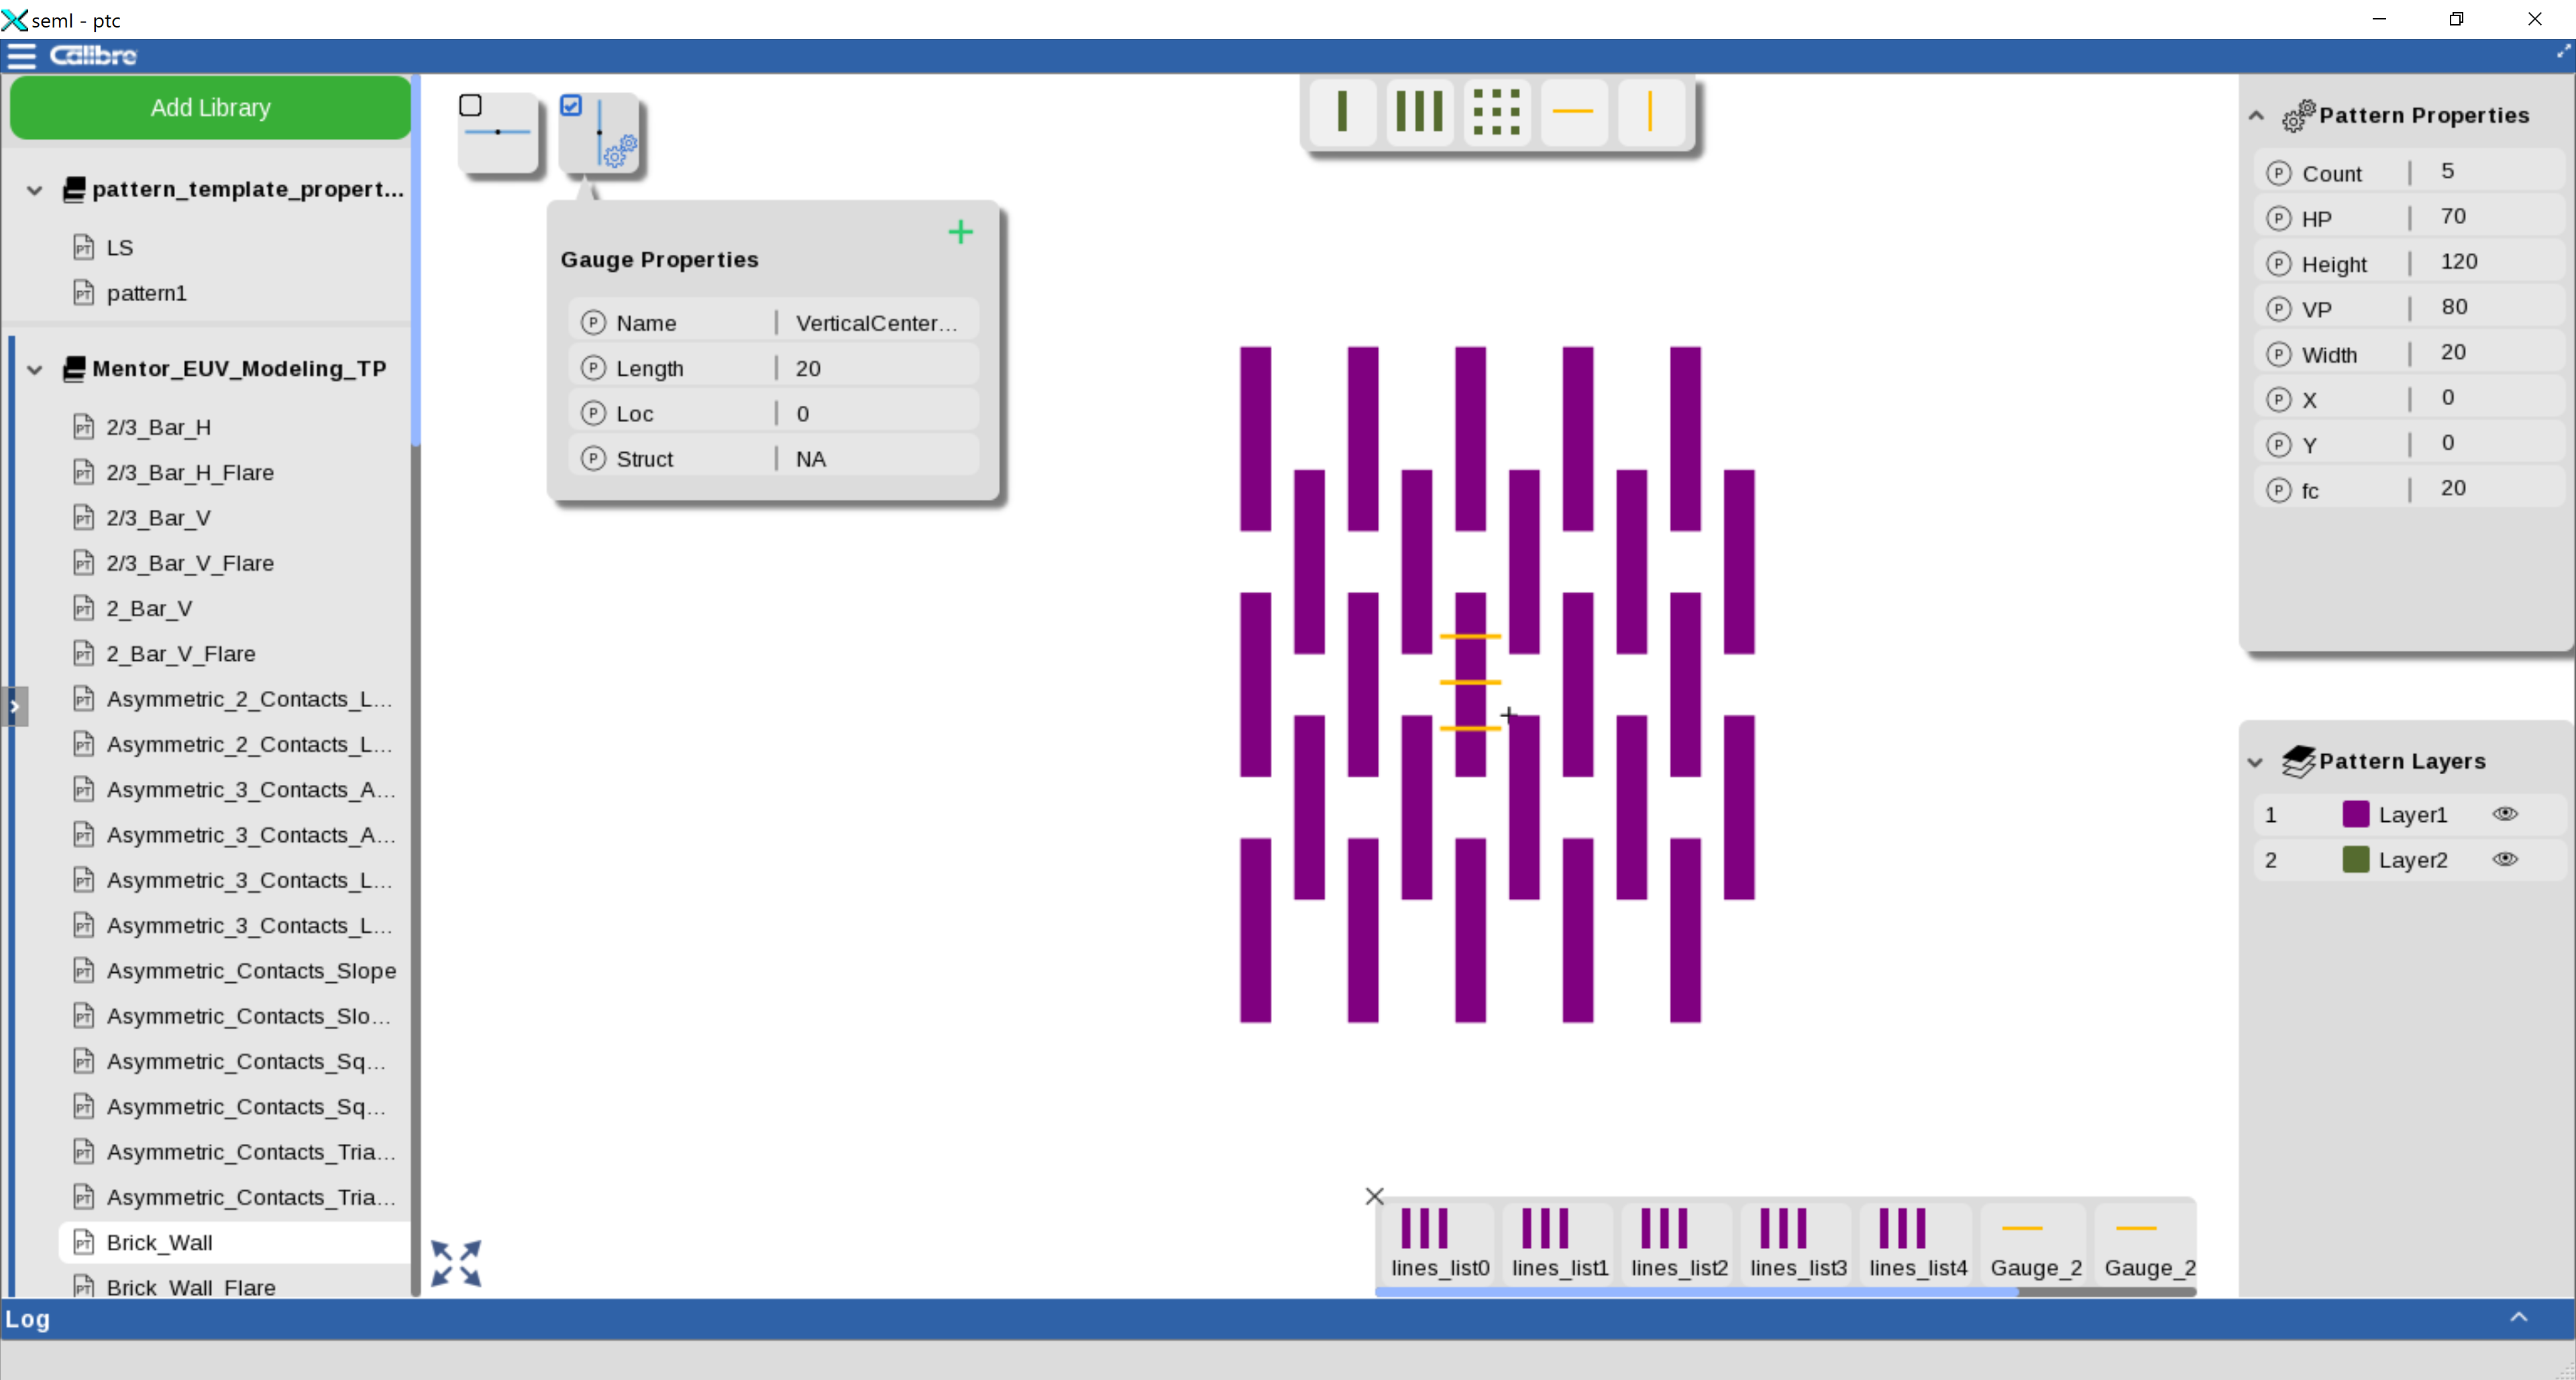 seml - ptc
Calibre
Add Library
pattern_template_propert...
LS
pattern1
Mentor_EUV_Modeling_TP
2/3_Bar_H
2/3_Bar_H_Flare
2/3_Bar_V
2/3_Bar_V_Flare
2_Bar_V
2_Bar_V_Flare
Asymmetric_2_Contacts_L...
Asymmetric_2_Contacts_L...
Asymmetric_3_Contacts_A...
Asymmetric_3_Contacts_A...
Asymmetric_3_Contacts_L...
Asymmetric_3_Contacts_L...
Asymmetric_Contacts_Slope
Asymmetric_Contacts_Slo...
Asymmetric_Contacts_Sq...
Asymmetric_Contacts_Sq...
Asymmetric_Contacts_Tria...
Asymmetric_Contacts_Tria...
Brick_Wall
Brick_Wall_Flare
Gauge Properties
P Name | VerticalCenter...
P Length | 20
P Loc | 0
P Struct | NA
Pattern Properties
P Count | 5
P HP | 70
P Height | 120
P VP | 80
P Width | 20
P X | 0
P Y | 0
P fc | 20
Pattern Layers
1 Layer1
2 Layer2
lines_list0 lines_list1 lines_list2 lines_list3 lines_list4 Gauge_2 Gauge_2
Log